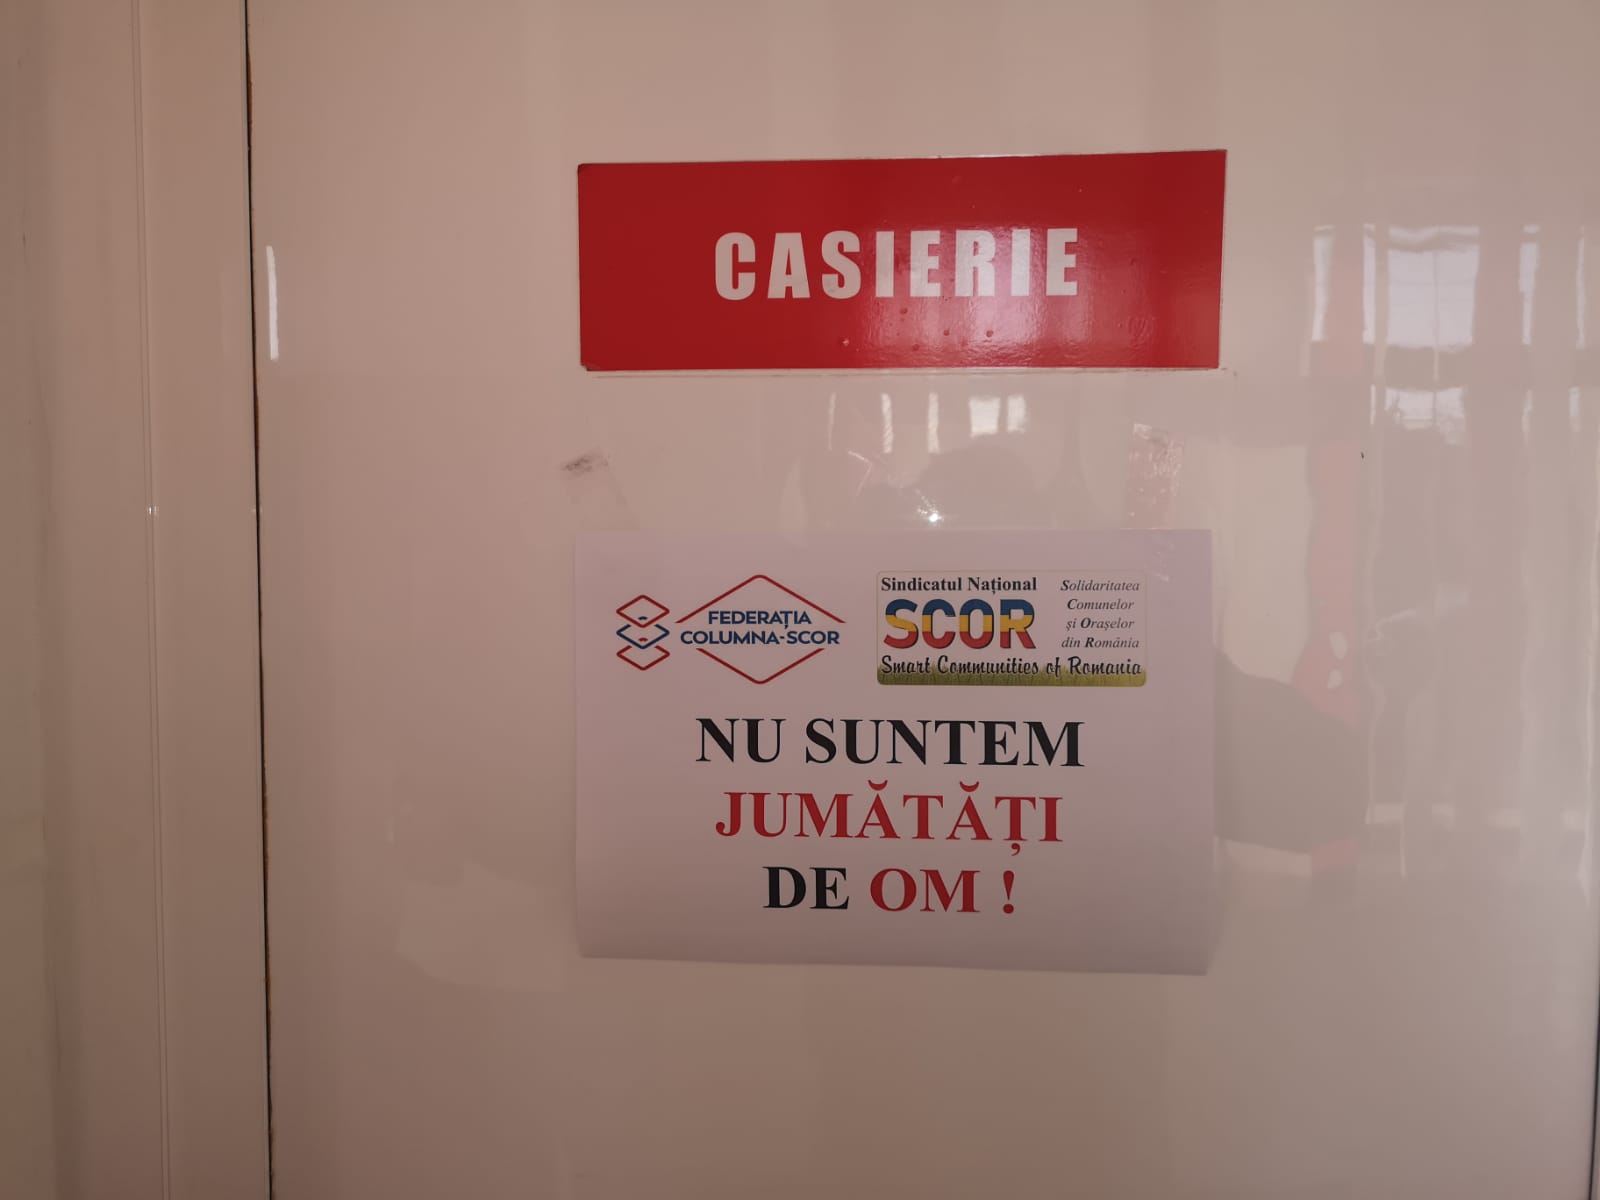 CASIERIE
FEDERAȚIA
COLUMNA-SCOR
Sindicatul Național
SCOR
Solidaritatea
Comunelor
și Orașelor
din România
Smart Communities of Romania
NU SUNTEM
JUMĂTĂȚI
DE OM !